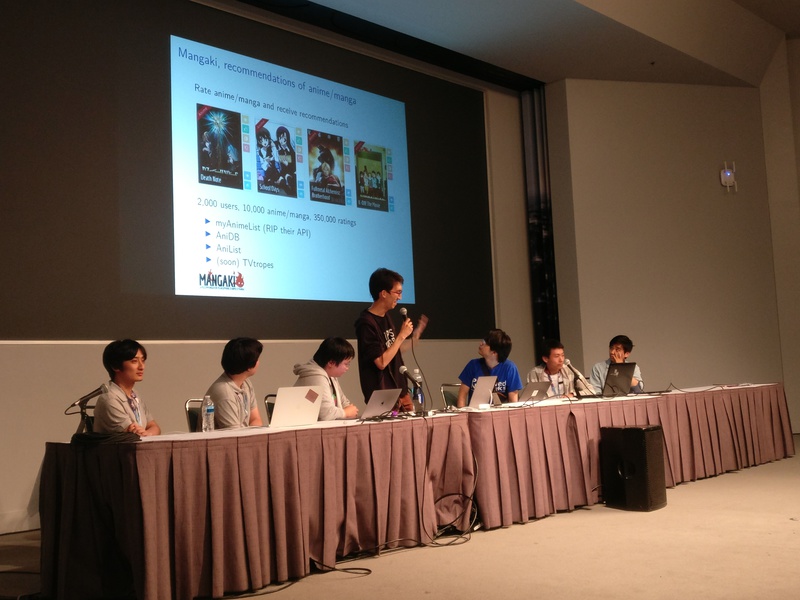 Mangaki, recommendations of anime/manga
Rate anime/manga and receive recommendations
Death Note
School Days
Fullmetal Alchemist: Brotherhood
2,000 users, 10,000 anime/manga, 350,000 ratings
myAnimeList (RIP their API)
AniDB
AniList
(soon) TVtropes
MANGAKI